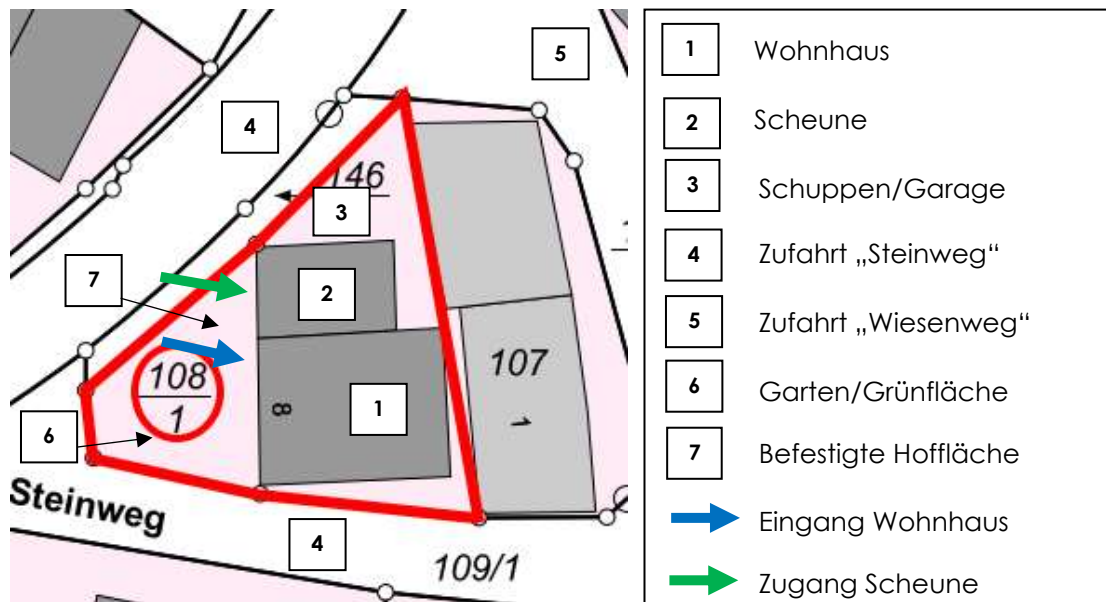 5
4
146
3
7
2
108
1
107
1
8
1
6
Steinweg
4
109/1
1 Wohnhaus
2 Scheune
3 Schuppen/Garage
4 Zufahrt „Steinweg“
5 Zufahrt „Wiesenweg“
6 Garten/Grünfläche
7 Befestigte Hoffläche
Eingang Wohnhaus
Zugang Scheune